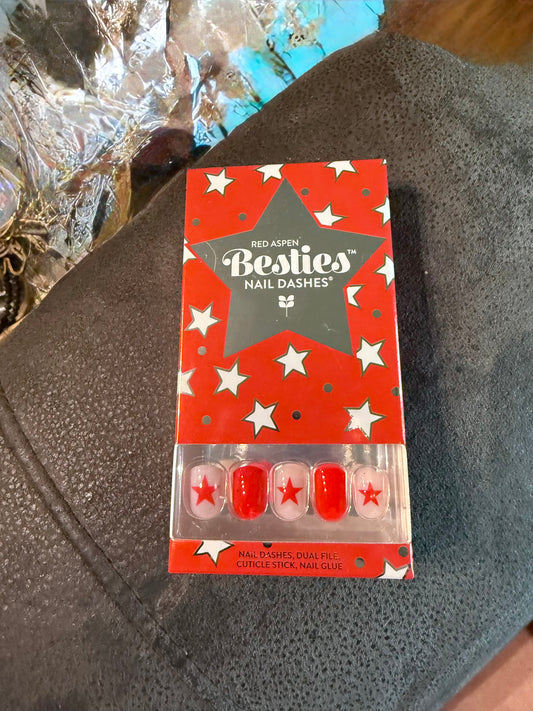 RED ASPEN
Besties™
NAIL DASHES®
NAIL DASHES, DUAL FILE,
CUTICLE STICK, NAIL GLUE